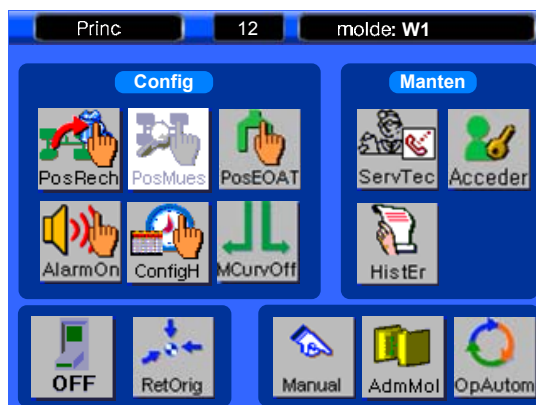 Princ 12 molde: W1
Config
PosRech PosMues PosEOAT
AlarmOn ConfigH MCurvOff
Manten
ServTec Acceder
HistEr
OFF RetOrig
Manual AdmMol OpAutom